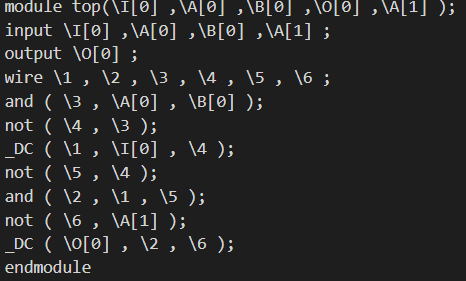 module top(\I[0] ,\A[0] ,\B[0] ,\O[0] ,\A[1] );
input \I[0] ,\A[0] ,\B[0] ,\A[1] ;
output \O[0] ;
wire \1 , \2 , \3 , \4 , \5 , \6 ;
and ( \3 , \A[0] , \B[0] );
not ( \4 , \3 );
_DC ( \1 , \I[0] , \4 );
not ( \5 , \4 );
and ( \2 , \1 , \5 );
not ( \6 , \A[1] );
_DC ( \O[0] , \2 , \6 );
endmodule